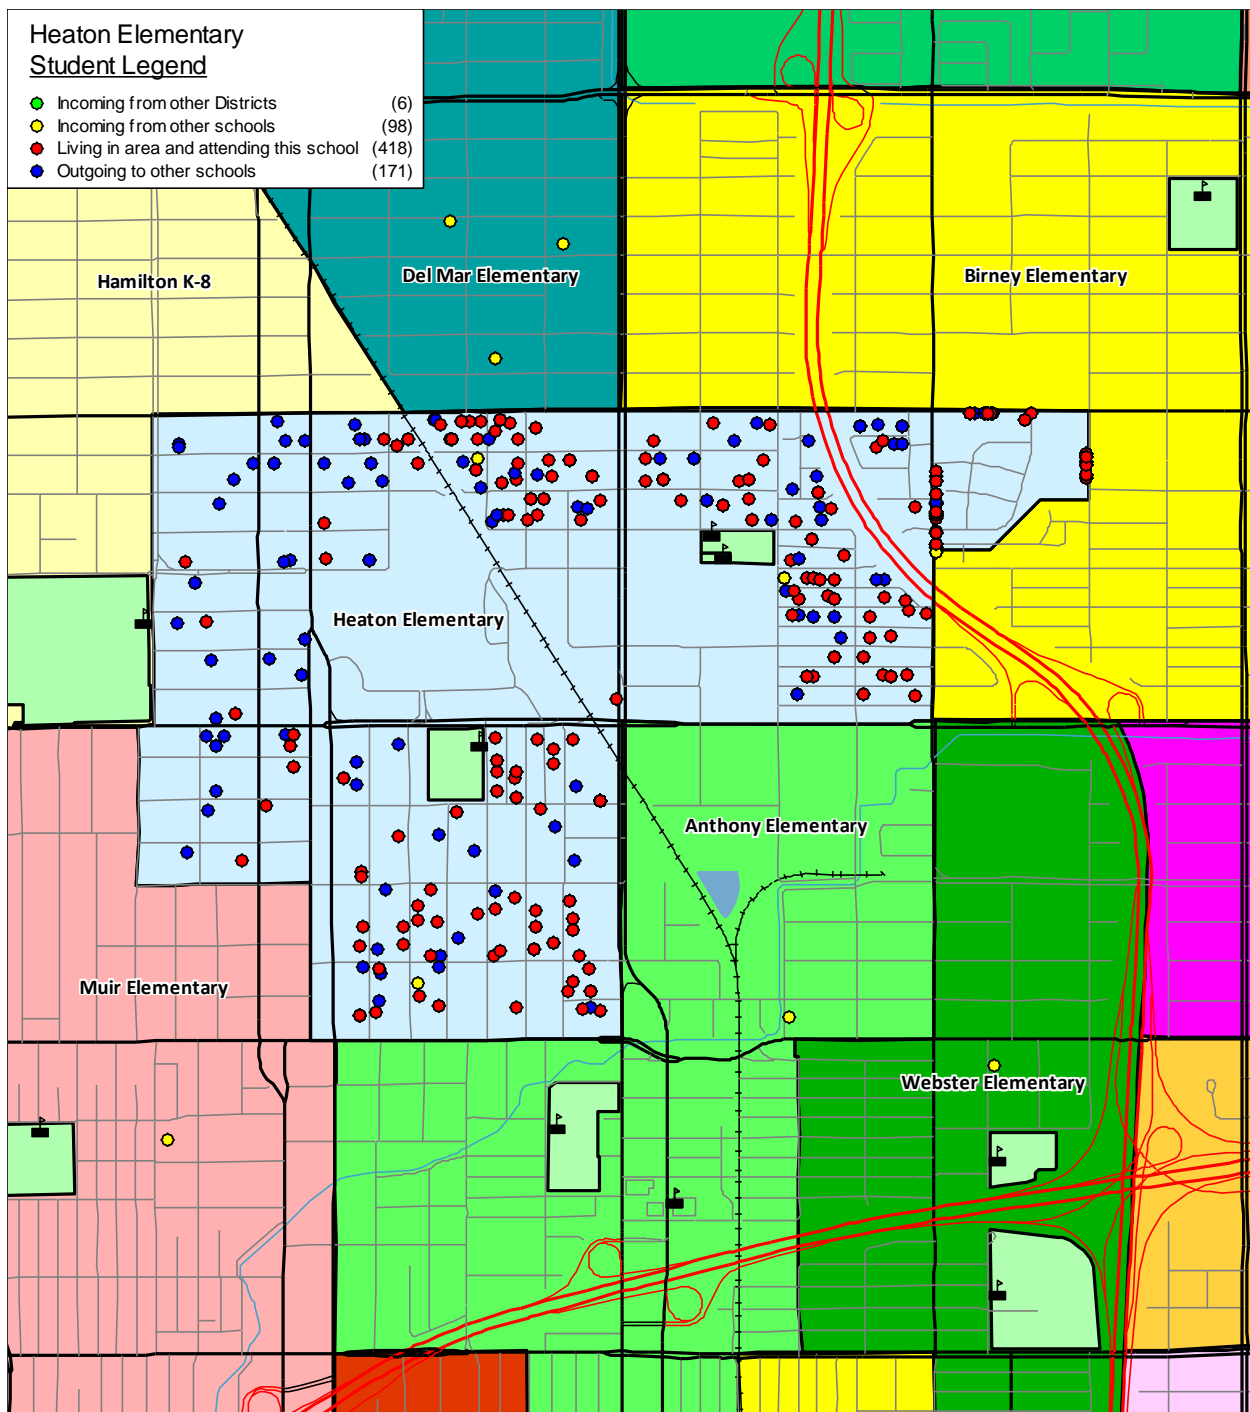 Heaton Elementary
Student Legend
Incoming from other Districts (6)
Incoming from other schools (98)
Living in area and attending this school (418)
Outgoing to other schools (171)
Hamilton K-8
Del Mar Elementary
Birney Elementary
Heaton Elementary
Anthony Elementary
Muir Elementary
Webster Elementary